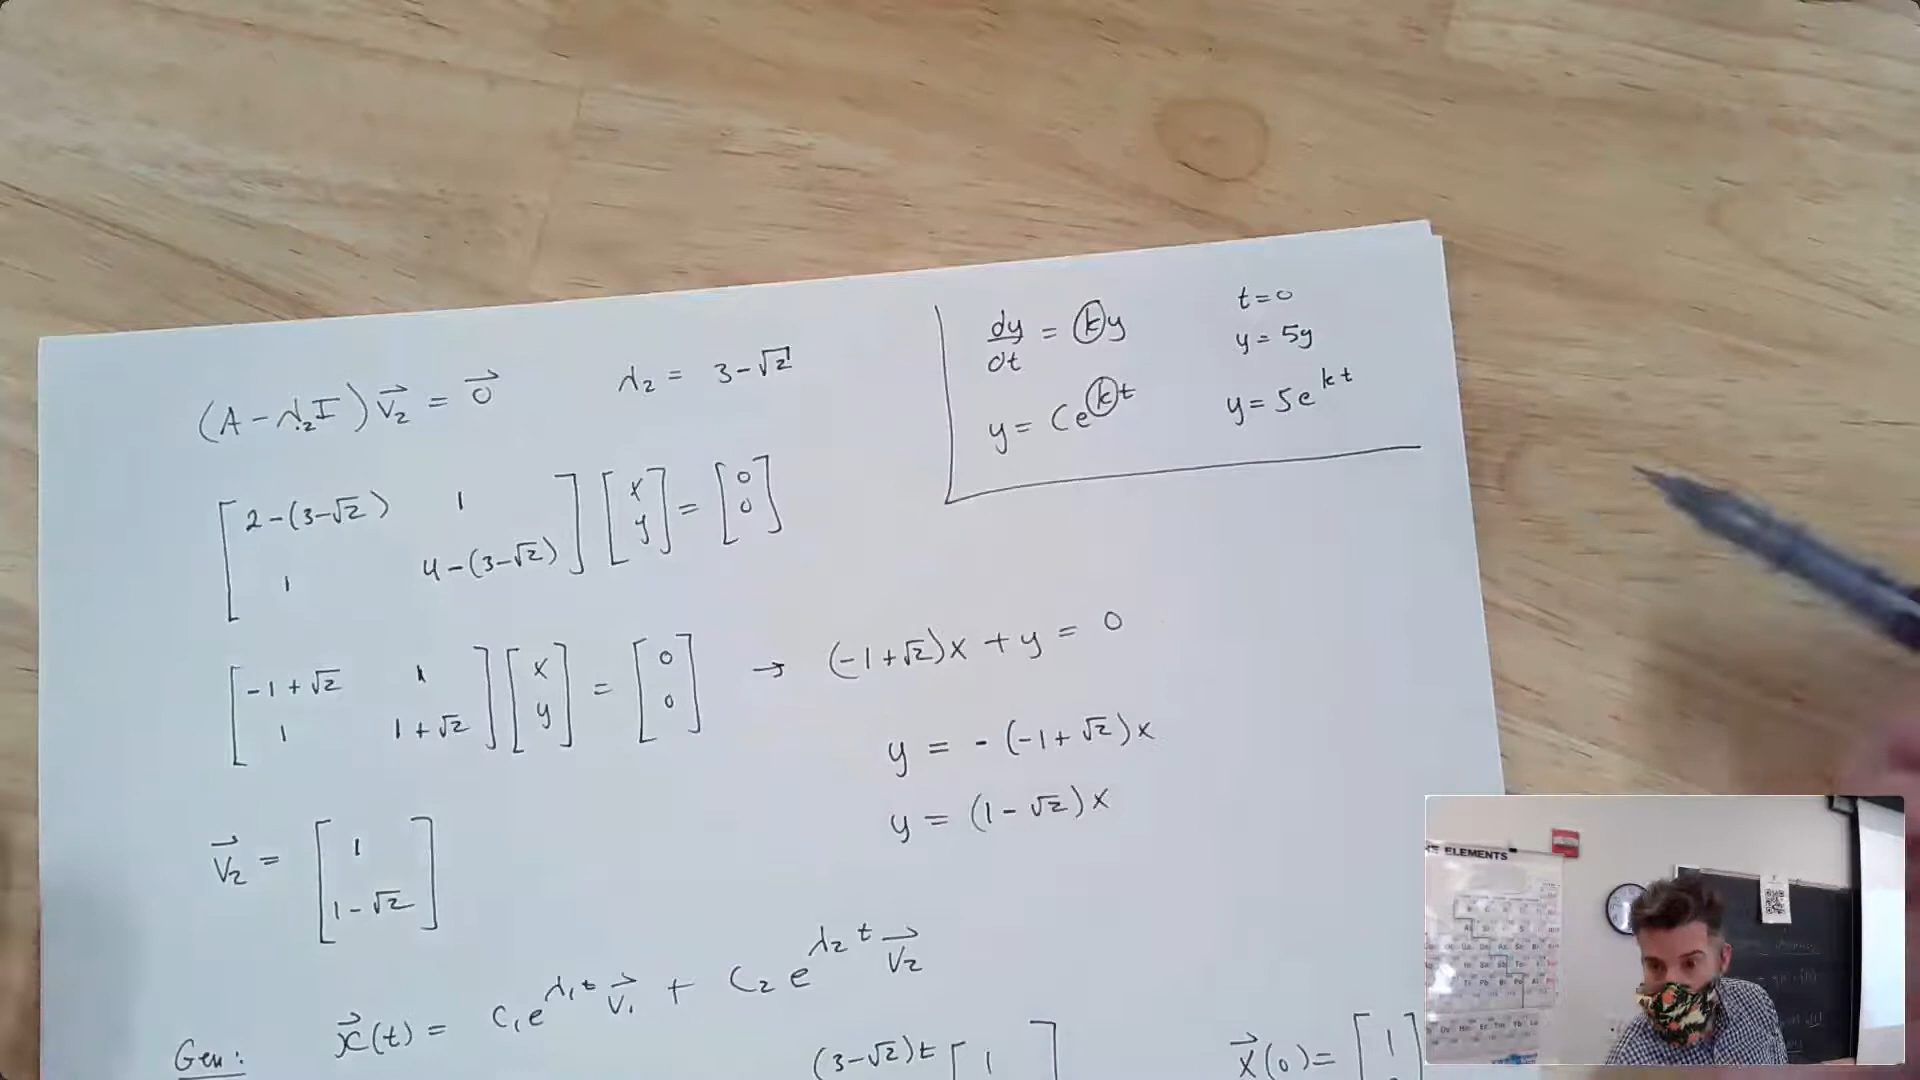 (A - λ₂I) v⃗₂ = 0⃗    λ₂ = 3-√2
[2-(3-√2)  1
1  4-(3-√2)] [x
y] = [0
0]
dy/dt = ky    t=0
y = 5y
y = Ce^(kt)    y = 5e^(kt)
[-1+√2  1
1  1+√2] [x
y] = [0
0] → (-1+√2)x + y = 0
y = -(-1+√2)x
y = (1-√2)x
v⃗₂ = [1
1-√2]
Gen: x⃗(t) = c₁e^(λ₁t) v⃗₁ + c₂e^(λ₂t) v⃗₂
(3-√2)t [1
x⃗(0) = [1
ELEMENTS